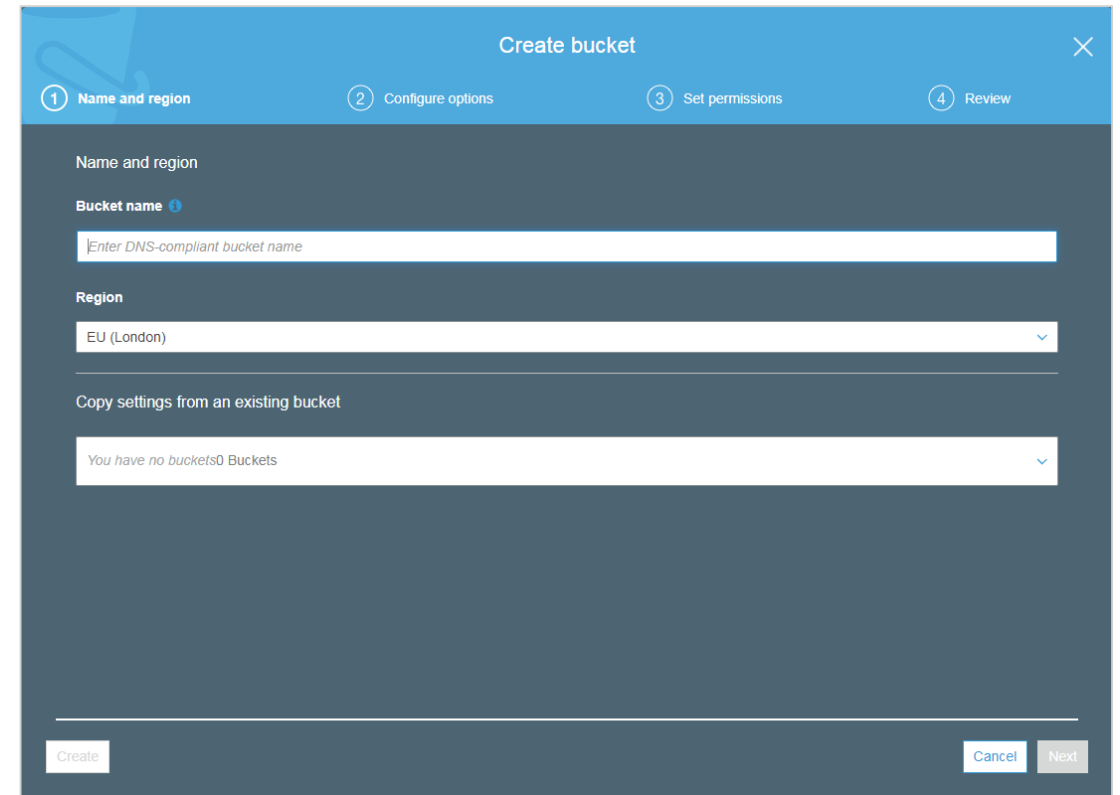 Create bucket
1 Name and region 2 Configure options 3 Set permissions 4 Review
Name and region
Bucket name
Enter DNS-compliant bucket name
Region
EU (London)
Copy settings from an existing bucket
You have no buckets0 Buckets
Create Cancel Next